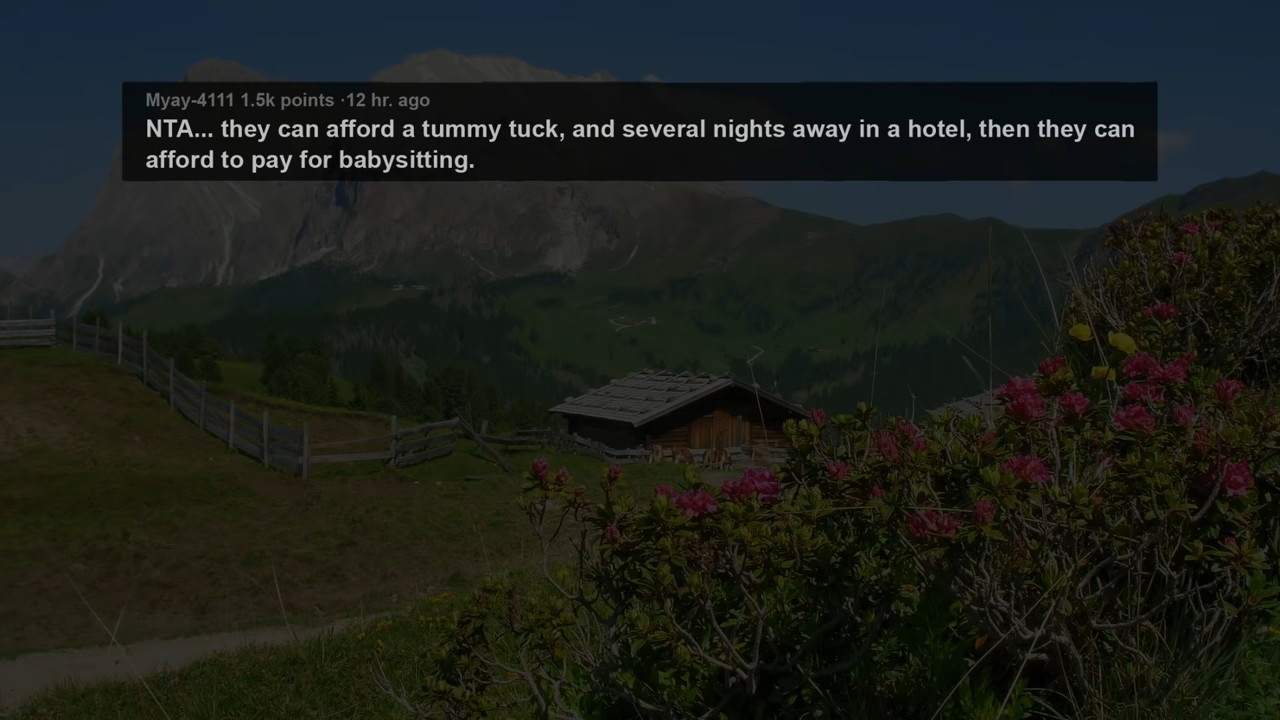 Myay-4111 1.5k points ·12 hr. ago
NTA... they can afford a tummy tuck, and several nights away in a hotel, then they can
afford to pay for babysitting.